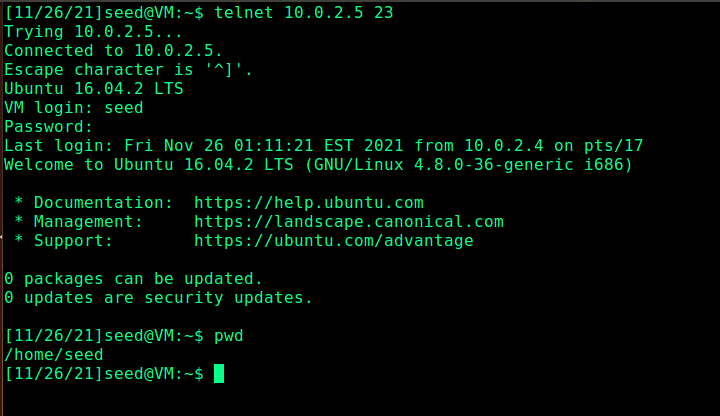 [11/26/21]seed@VM:~$ telnet 10.0.2.5 23
Trying 10.0.2.5...
Connected to 10.0.2.5.
Escape character is '^]'.
Ubuntu 16.04.2 LTS
VM login: seed
Password:
Last login: Fri Nov 26 01:11:21 EST 2021 from 10.0.2.4 on pts/17
Welcome to Ubuntu 16.04.2 LTS (GNU/Linux 4.8.0-36-generic i686)

 * Documentation:  https://help.ubuntu.com
 * Management:     https://landscape.canonical.com
 * Support:        https://ubuntu.com/advantage

0 packages can be updated.
0 updates are security updates.

[11/26/21]seed@VM:~$ pwd
/home/seed
[11/26/21]seed@VM:~$